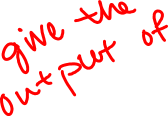 give the
output of